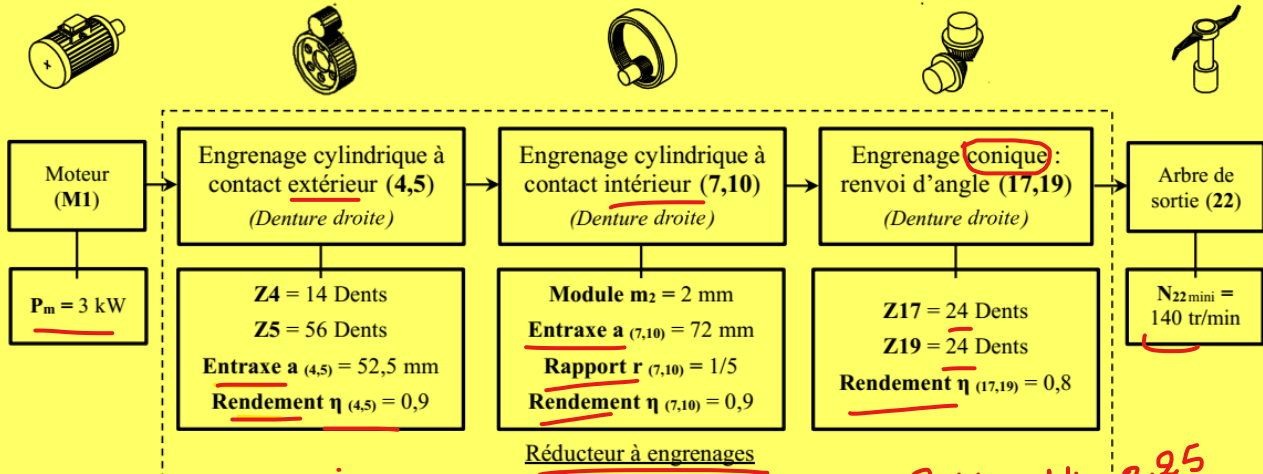 Moteur
(M1)
Engrenage cylindrique à
contact extérieur (4,5)
(Denture droite)
Engrenage cylindrique à
contact intérieur (7,10)
(Denture droite)
Engrenage conique :
renvoi d'angle (17,19)
(Denture droite)
Arbre de
sortie (22)
Pm = 3 kW
Z4 = 14 Dents
Z5 = 56 Dents
Entraxe a (4,5) = 52,5 mm
Rendement η (4,5) = 0,9
Module m2 = 2 mm
Entraxe a (7,10) = 72 mm
Rapport r (7,10) = 1/5
Rendement η (7,10) = 0,9
Z17 = 24 Dents
Z19 = 24 Dents
Rendement η (17,19) = 0,8
N22 mini =
140 tr/min
Réducteur à engrenages